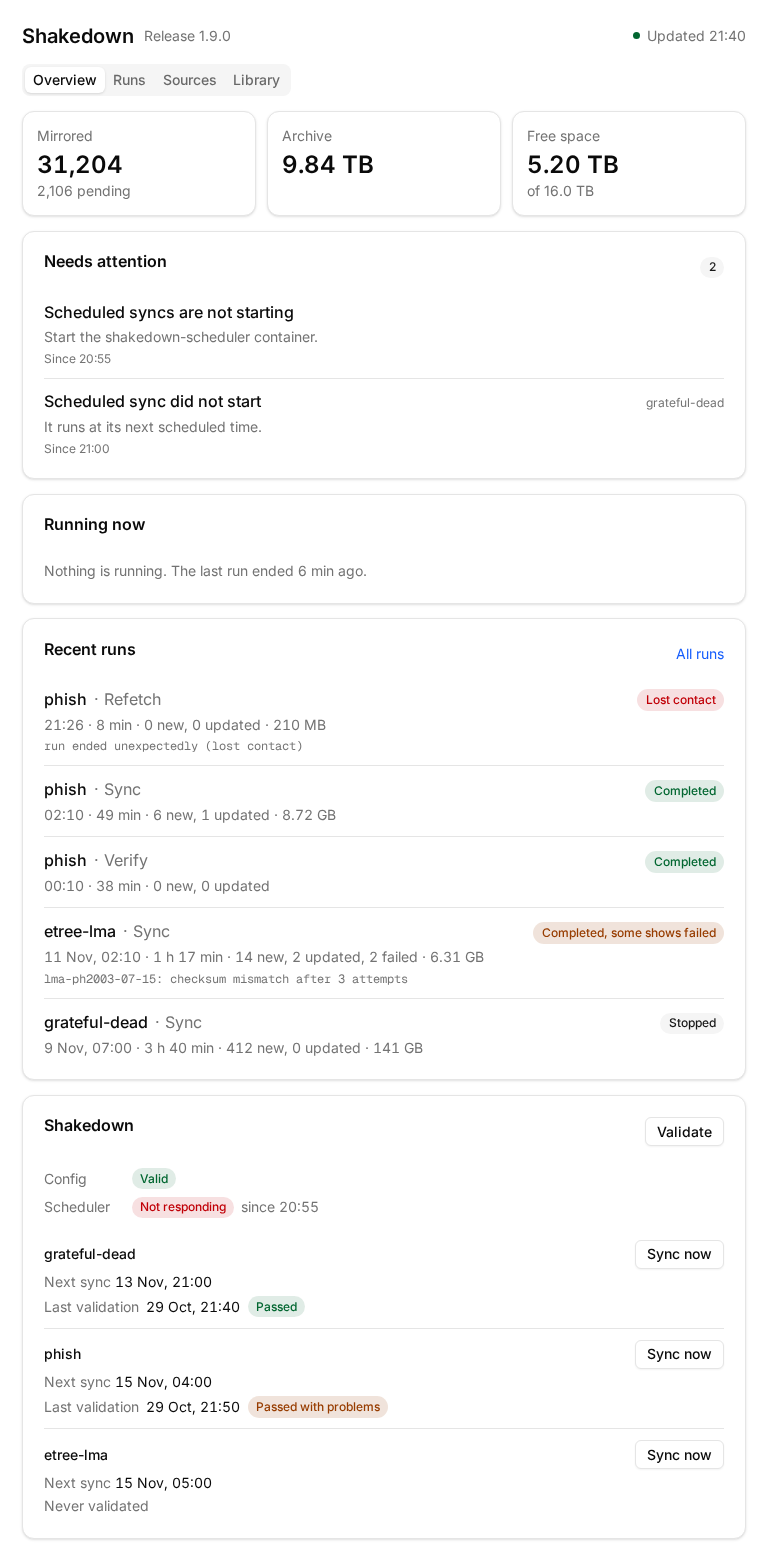 Shakedown Release 1.9.0
Updated 21:40
Overview Runs Sources Library
Mirrored
31,204
2,106 pending
Archive
9.84 TB
Free space
5.20 TB
of 16.0 TB
Needs attention
2
Scheduled syncs are not starting
Start the shakedown-scheduler container.
Since 20:55
Scheduled sync did not start
grateful-dead
It runs at its next scheduled time.
Since 21:00
Running now
Nothing is running. The last run ended 6 min ago.
Recent runs
All runs
phish · Refetch
Lost contact
21:26 · 8 min · 0 new, 0 updated · 210 MB
run ended unexpectedly (lost contact)
phish · Sync
Completed
02:10 · 49 min · 6 new, 1 updated · 8.72 GB
phish · Verify
Completed
00:10 · 38 min · 0 new, 0 updated
etree-lma · Sync
Completed, some shows failed
11 Nov, 02:10 · 1 h 17 min · 14 new, 2 updated, 2 failed · 6.31 GB
lma-ph2003-07-15: checksum mismatch after 3 attempts
grateful-dead · Sync
Stopped
9 Nov, 07:00 · 3 h 40 min · 412 new, 0 updated · 141 GB
Shakedown
Validate
Config Valid
Scheduler Not responding since 20:55
grateful-dead
Sync now
Next sync 13 Nov, 21:00
Last validation 29 Oct, 21:40 Passed
phish
Sync now
Next sync 15 Nov, 04:00
Last validation 29 Oct, 21:50 Passed with problems
etree-lma
Sync now
Next sync 15 Nov, 05:00
Never validated